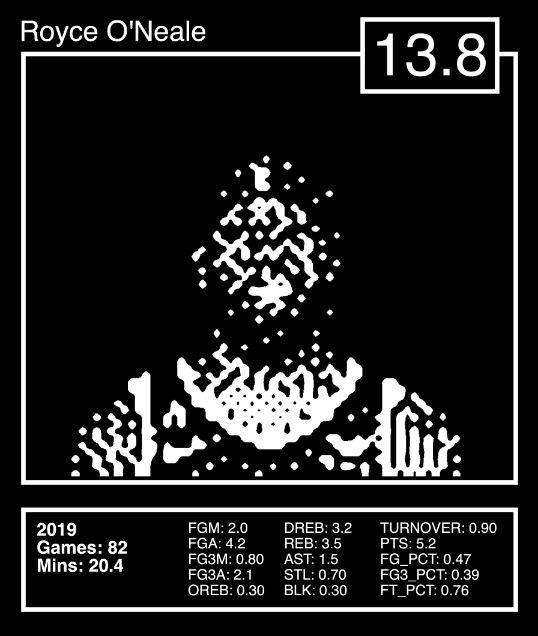 Royce O'Neale
13.8
2019
Games: 82
Mins: 20.4
FGM: 2.0
FGA: 4.2
FG3M: 0.80
FG3A: 2.1
OREB: 0.30
DREB: 3.2
REB: 3.5
AST: 1.5
STL: 0.70
BLK: 0.30
TURNOVER: 0.90
PTS: 5.2
FG_PCT: 0.47
FG3_PCT: 0.39
FT_PCT: 0.76